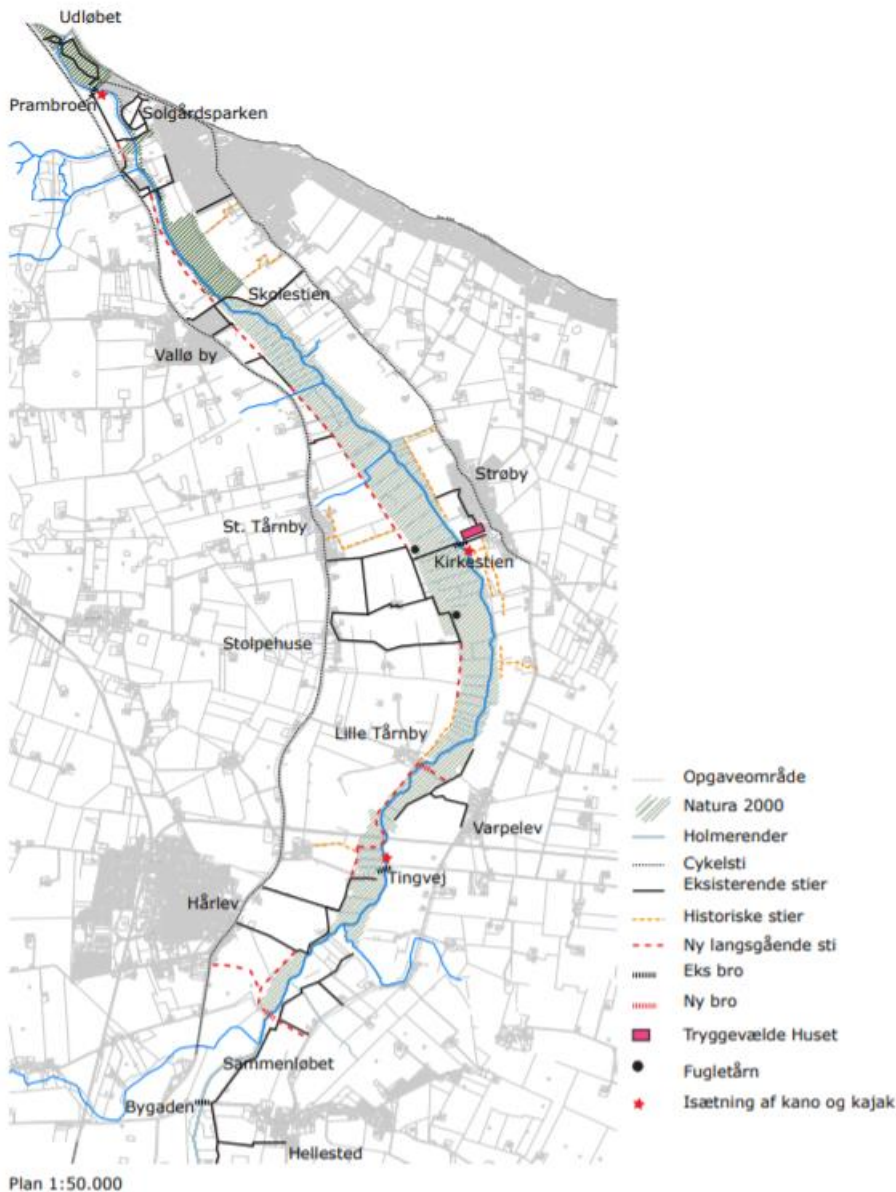 Udløbet
Prambroen
Solgårdsparken
Skolestien
Vallø by
Strøby
St. Tårnby
Kirkestien
Stolpehuse
Lille Tårnby
Varpelev
Tingvej
Hårlev
Sammenløbet
Bygaden
Hellested
Opgaveområde
Natura 2000
Holmerender
Cykelsti
Eksisterende stier
Historiske stier
Ny langsgående sti
Eks bro
Ny bro
Tryggevælde Huset
Fugletårn
Isætning af kano og kajak
Plan 1:50.000